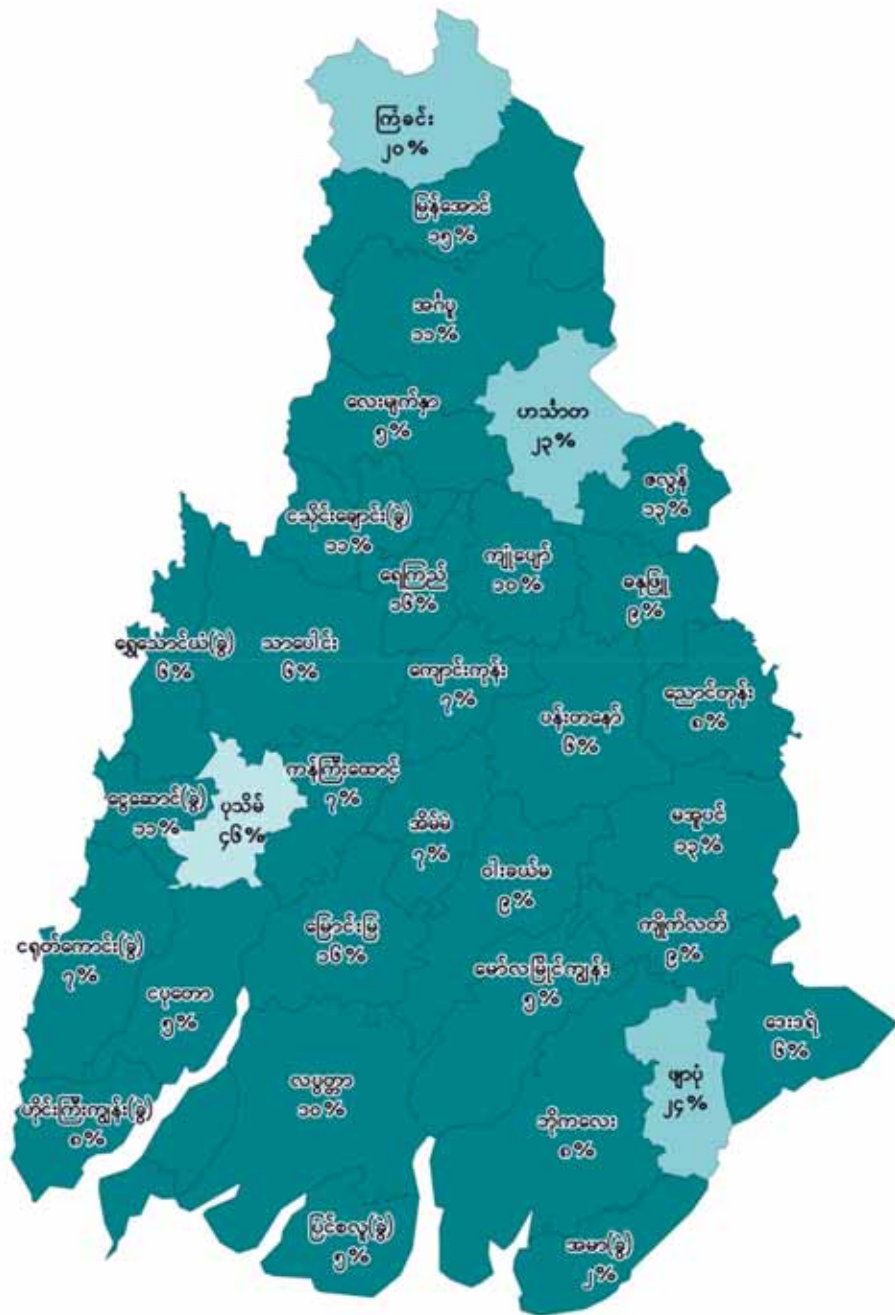 ကြံခင်း
၂၀%
မြန်အောင်
၁၅%
အင်္ဂပူ
၁၁%
လေးမျက်နှာ
၅%
ဟင်္သာတ
၂၃%
ဇလွန်
၁၃%
ငသိုင်းချောင်း(ခွဲ)
၁၁%
ရေကြည်
၁၆%
ကျုံပျော်
၁၀%
ဓနုဖြူ
၉%
ရွှေသောင်ယံ(ခွဲ)
၆%
သာပေါင်း
၆%
ကျောင်းကုန်း
၇%
ပန်းတနော်
၆%
ညောင်တုန်း
၈%
ငွေဆောင်(ခွဲ)
၁၁%
ပုသိမ်
၄၆%
ကန်ကြီးထောင့်
၇%
အိမ်မဲ
၇%
ဝါးခယ်မ
၉%
မအူပင်
၁၃%
ငရုတ်ကောင်း(ခွဲ)
၇%
ငပုတော
၅%
မြောင်းမြ
၁၆%
မော်လမြိုင်ကျွန်း
၅%
ကျိုက်လတ်
၉%
ဒေးဒရဲ
၆%
ဟိုင်းကြီးကျွန်း(ခွဲ)
၈%
လပွတ္တာ
၁၀%
ဘိုကလေး
၈%
ဖျာပုံ
၂၄%
ပြင်စလူ(ခွဲ)
၅%
အမာ(ခွဲ)
၂%